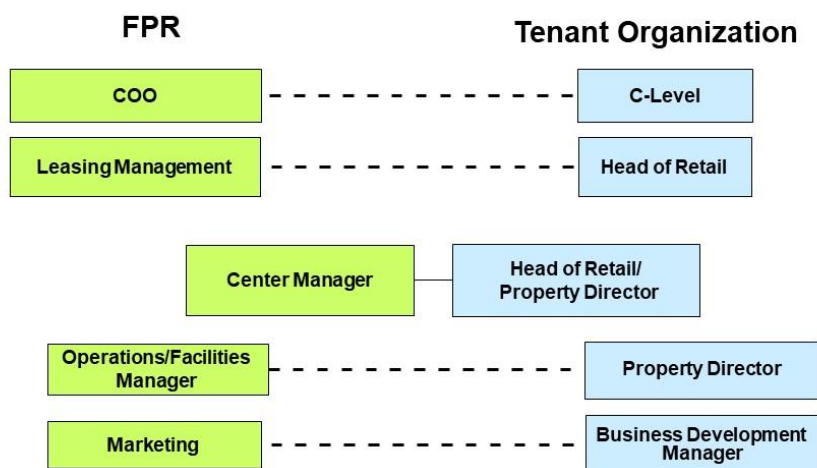 FPR
Tenant Organization
COO
C-Level
Leasing Management
Head of Retail
Center Manager
Head of Retail/
Property Director
Operations/Facilities
Manager
Property Director
Marketing
Business Development
Manager